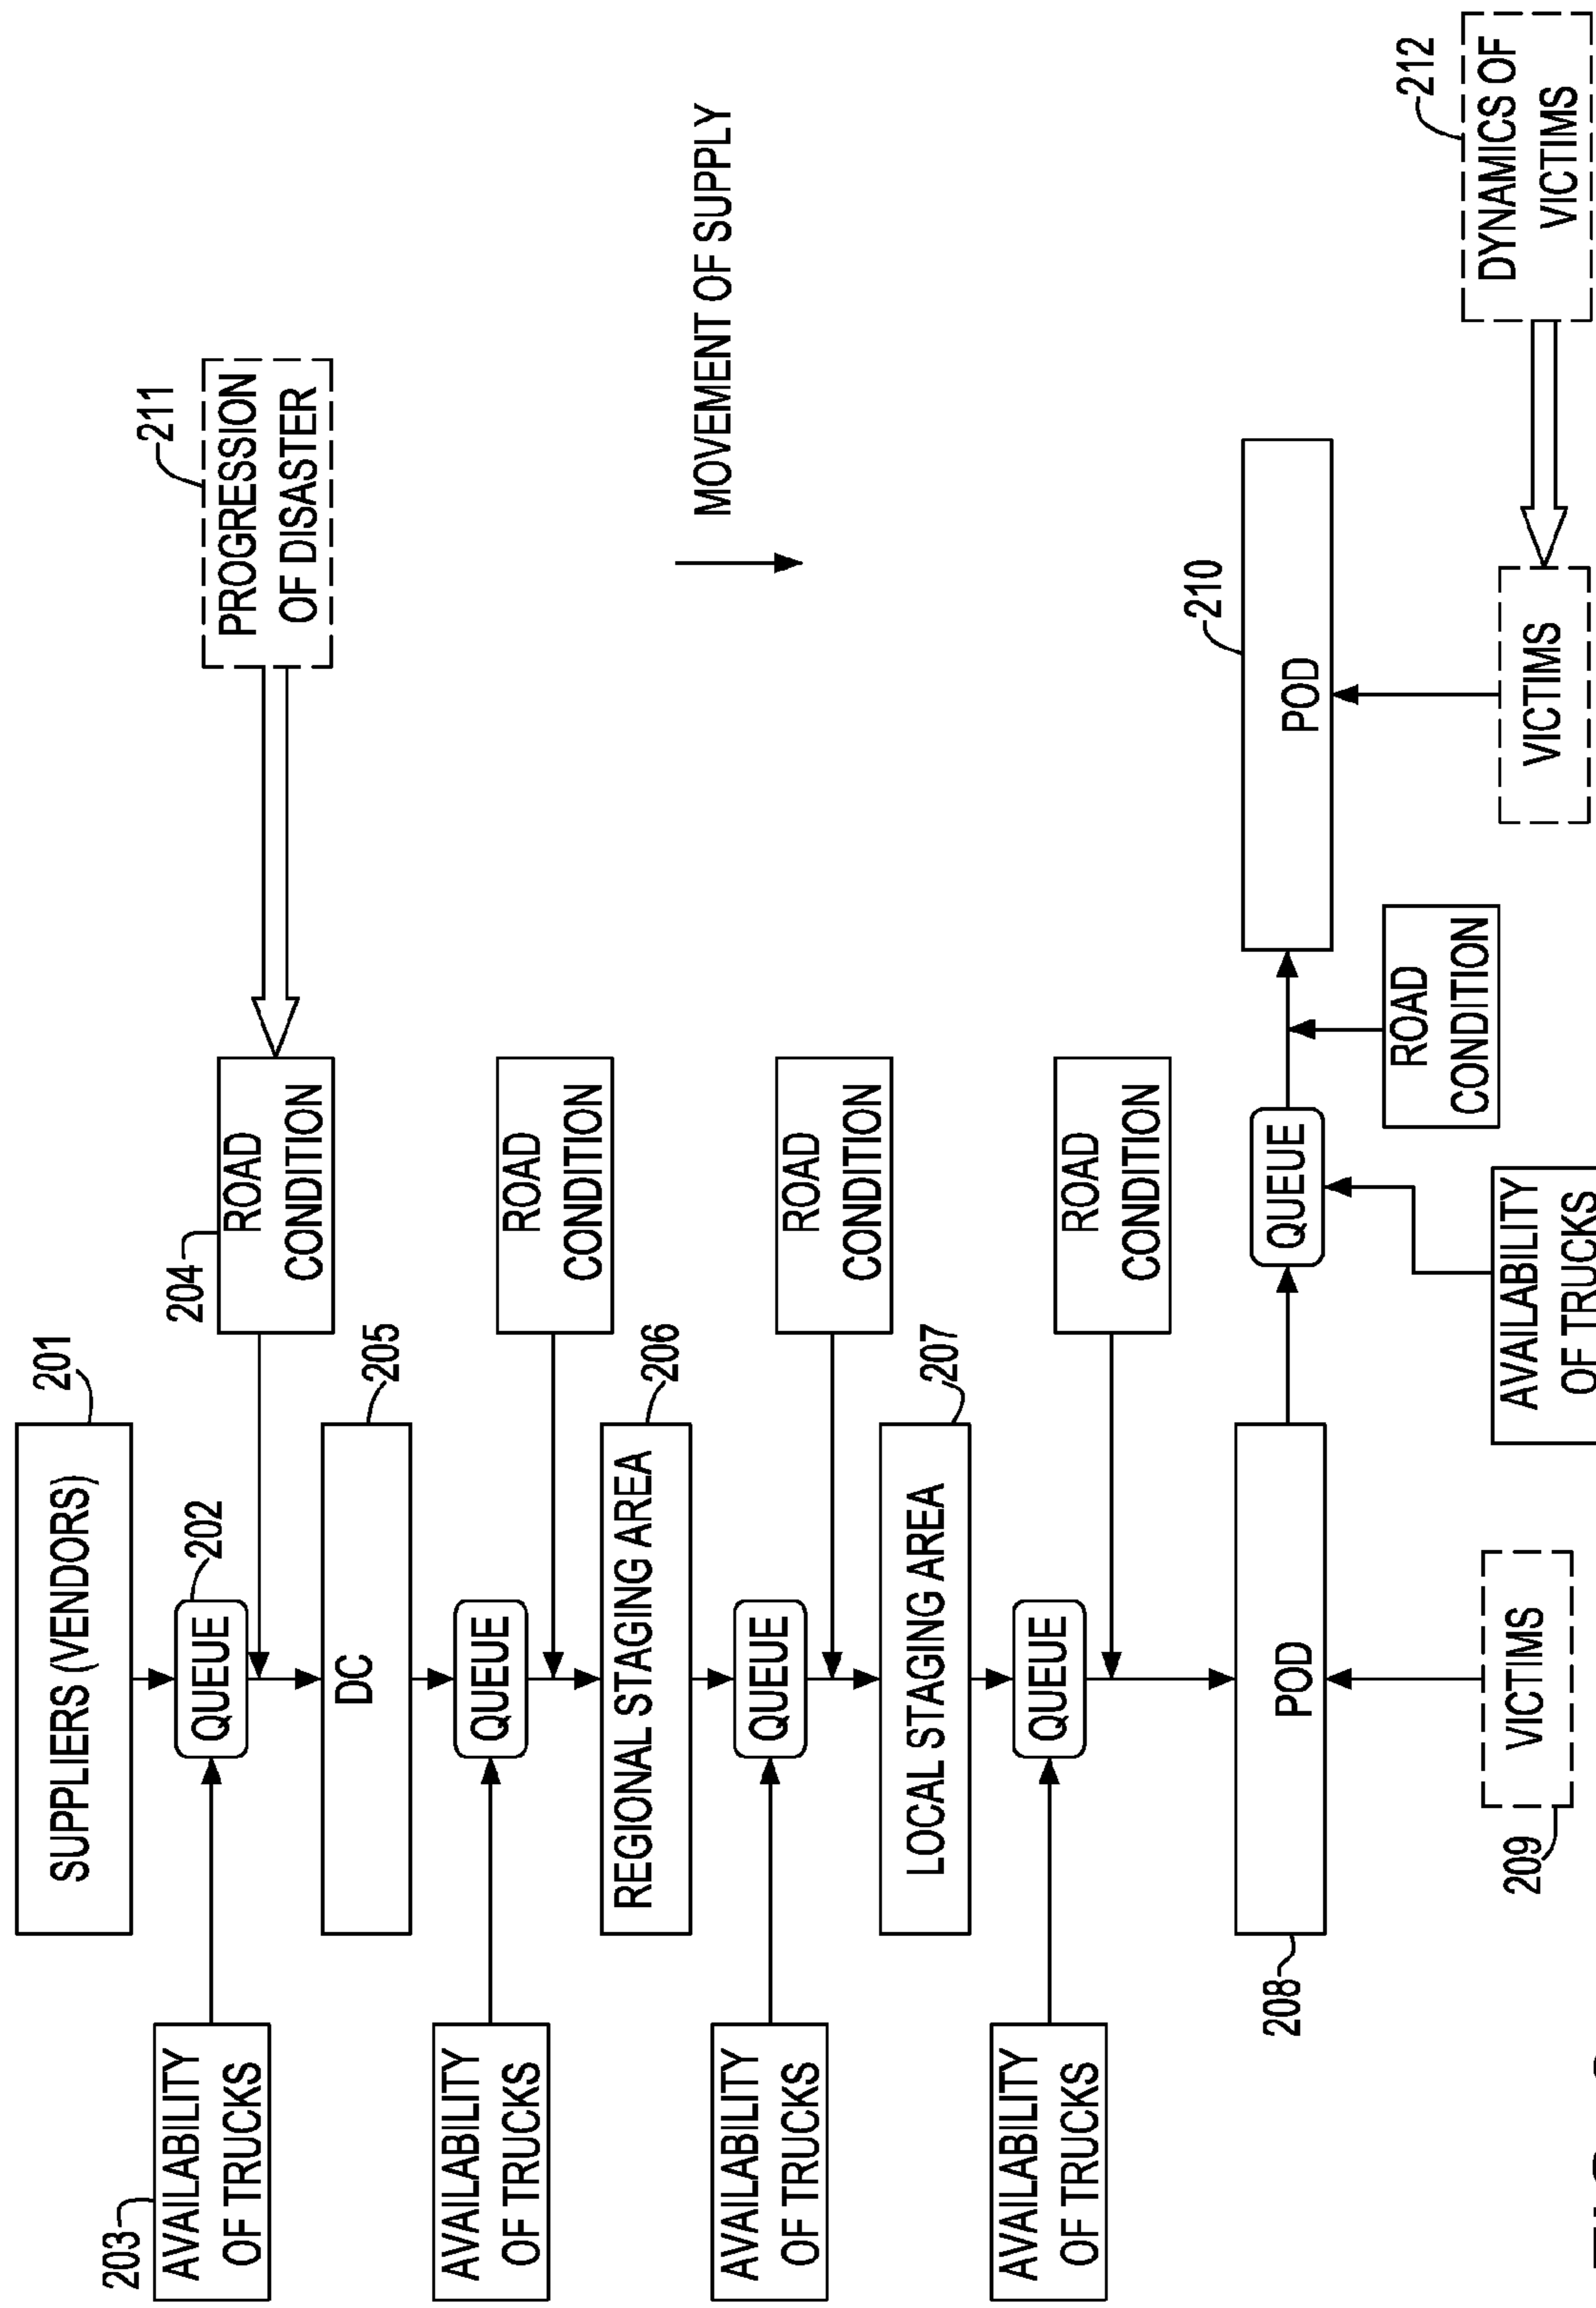 SUPPLIERS (VENDORS)
201
203
AVAILABILITY
OF TRUCKS
QUEUE
202
204
ROAD
CONDITION
211
PROGRESSION
OF DISASTER
DC
205
AVAILABILITY
OF TRUCKS
QUEUE
ROAD
CONDITION
REGIONAL STAGING AREA
206
MOVEMENT OF SUPPLY
AVAILABILITY
OF TRUCKS
QUEUE
ROAD
CONDITION
LOCAL STAGING AREA
207
AVAILABILITY
OF TRUCKS
QUEUE
ROAD
CONDITION
208
POD
QUEUE
210
POD
ROAD
CONDITION
209
VICTIMS
AVAILABILITY
OF TRUCKS
VICTIMS
212
DYNAMICS OF
VICTIMS